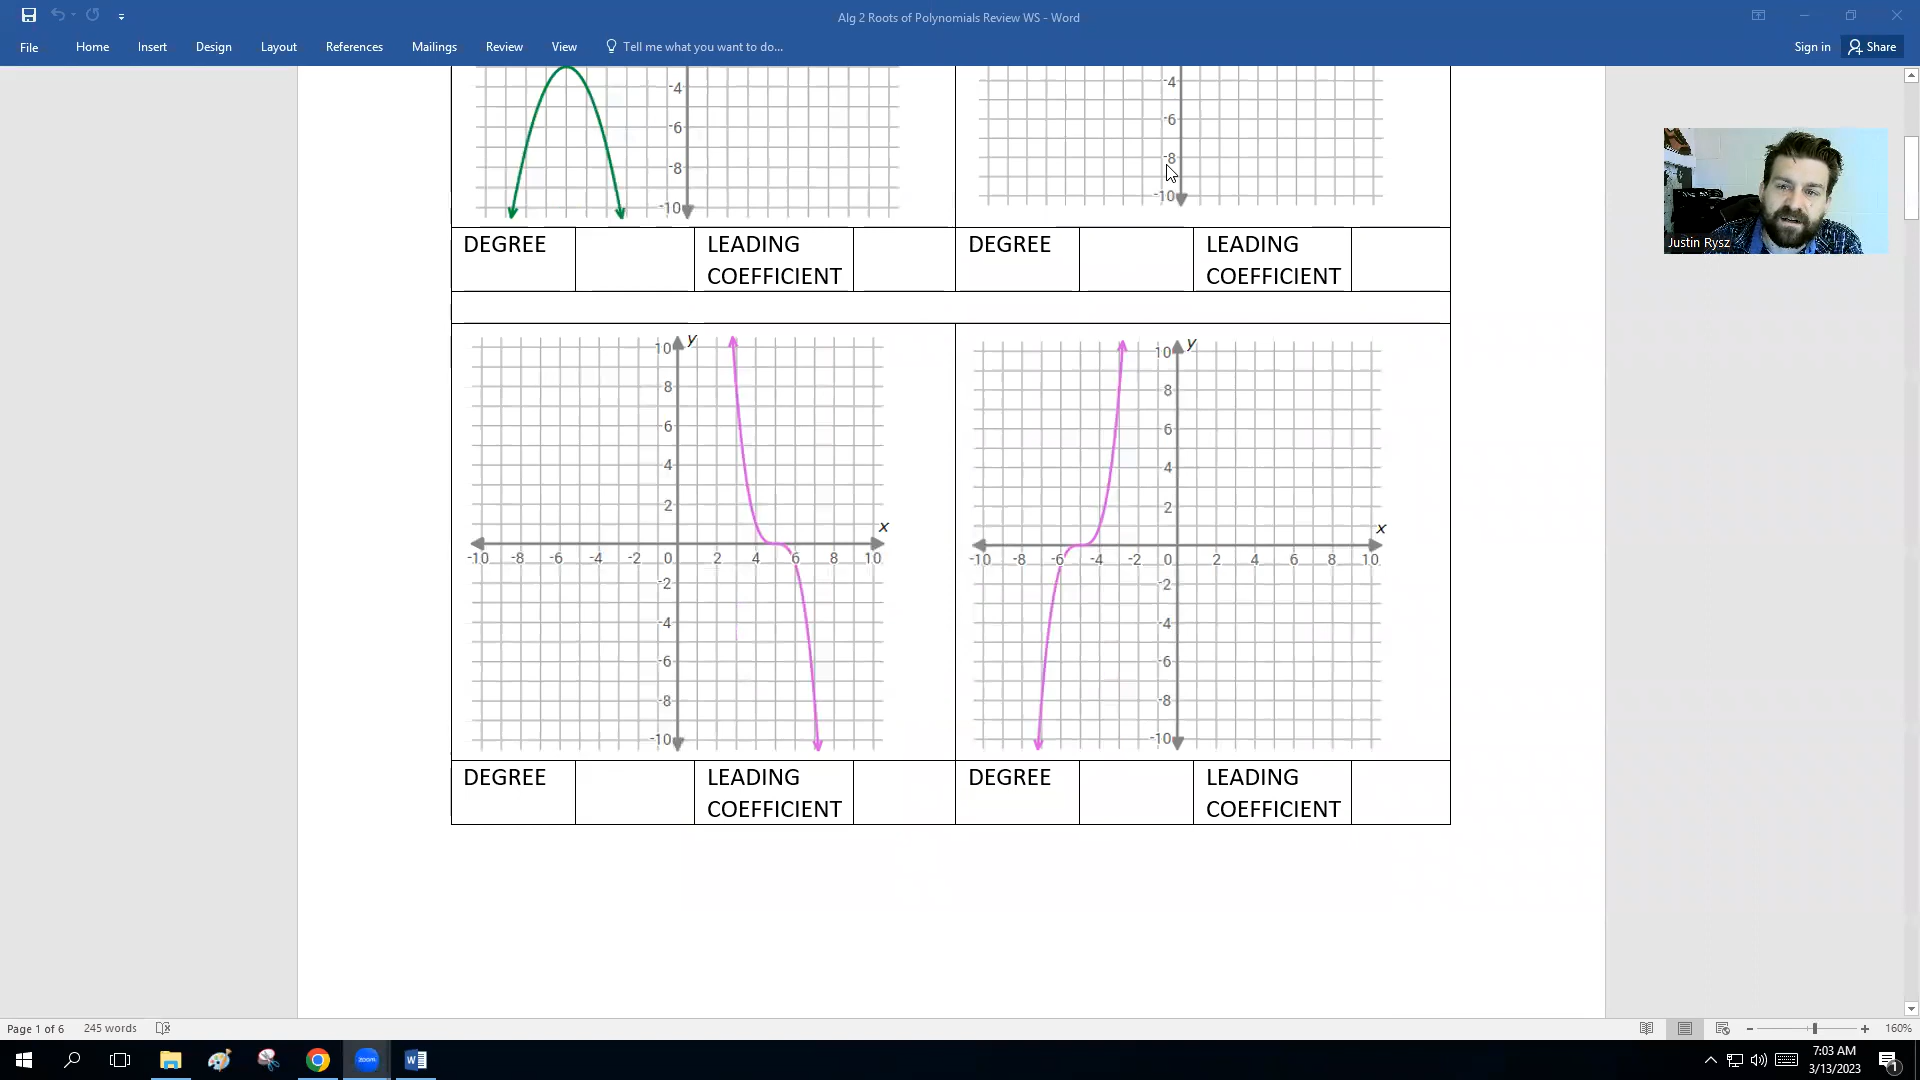 Alg 2 Roots of Polynomials Review WS - Word
File Home Insert Design Layout References Mailings Review View Tell me what you want to do... Sign in Share
-4 -4
-6 -6
-8 -8
-10 -10
Justin Rysz
DEGREE LEADING COEFFICIENT DEGREE LEADING COEFFICIENT
10 y
8
6
4
2
x
-10 -8 -6 -4 -2 0 2 4 6 8 10
-2
-4
-6
-8
-10
10 y
8
6
4
2
x
-10 -8 -6 -4 -2 0 2 4 6 8 10
-2
-4
-6
-8
-10
DEGREE LEADING COEFFICIENT DEGREE LEADING COEFFICIENT
Page 1 of 6 245 words 160%
zoom
7:03 AM
3/13/2023
1